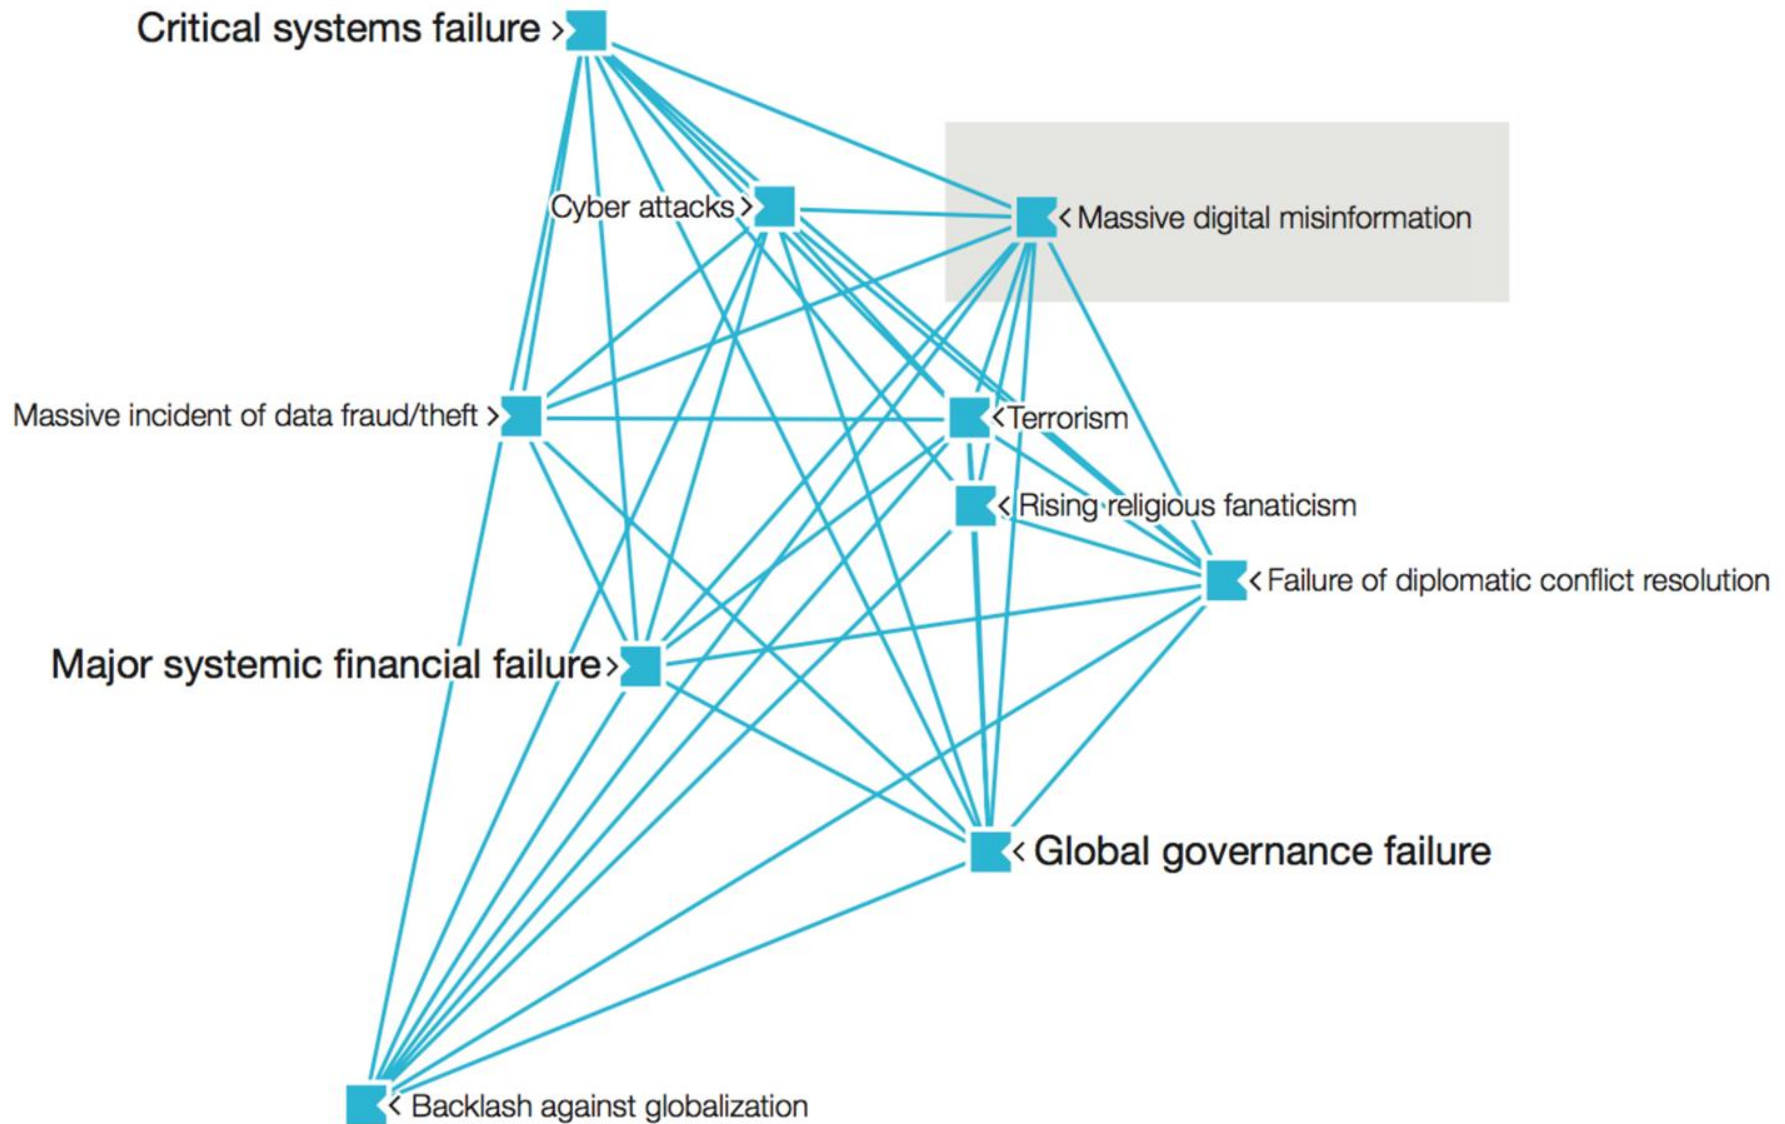 Critical systems failure
Cyber attacks
Massive digital misinformation
Massive incident of data fraud/theft
Terrorism
Rising religious fanaticism
Failure of diplomatic conflict resolution
Major systemic financial failure
Global governance failure
Backlash against globalization